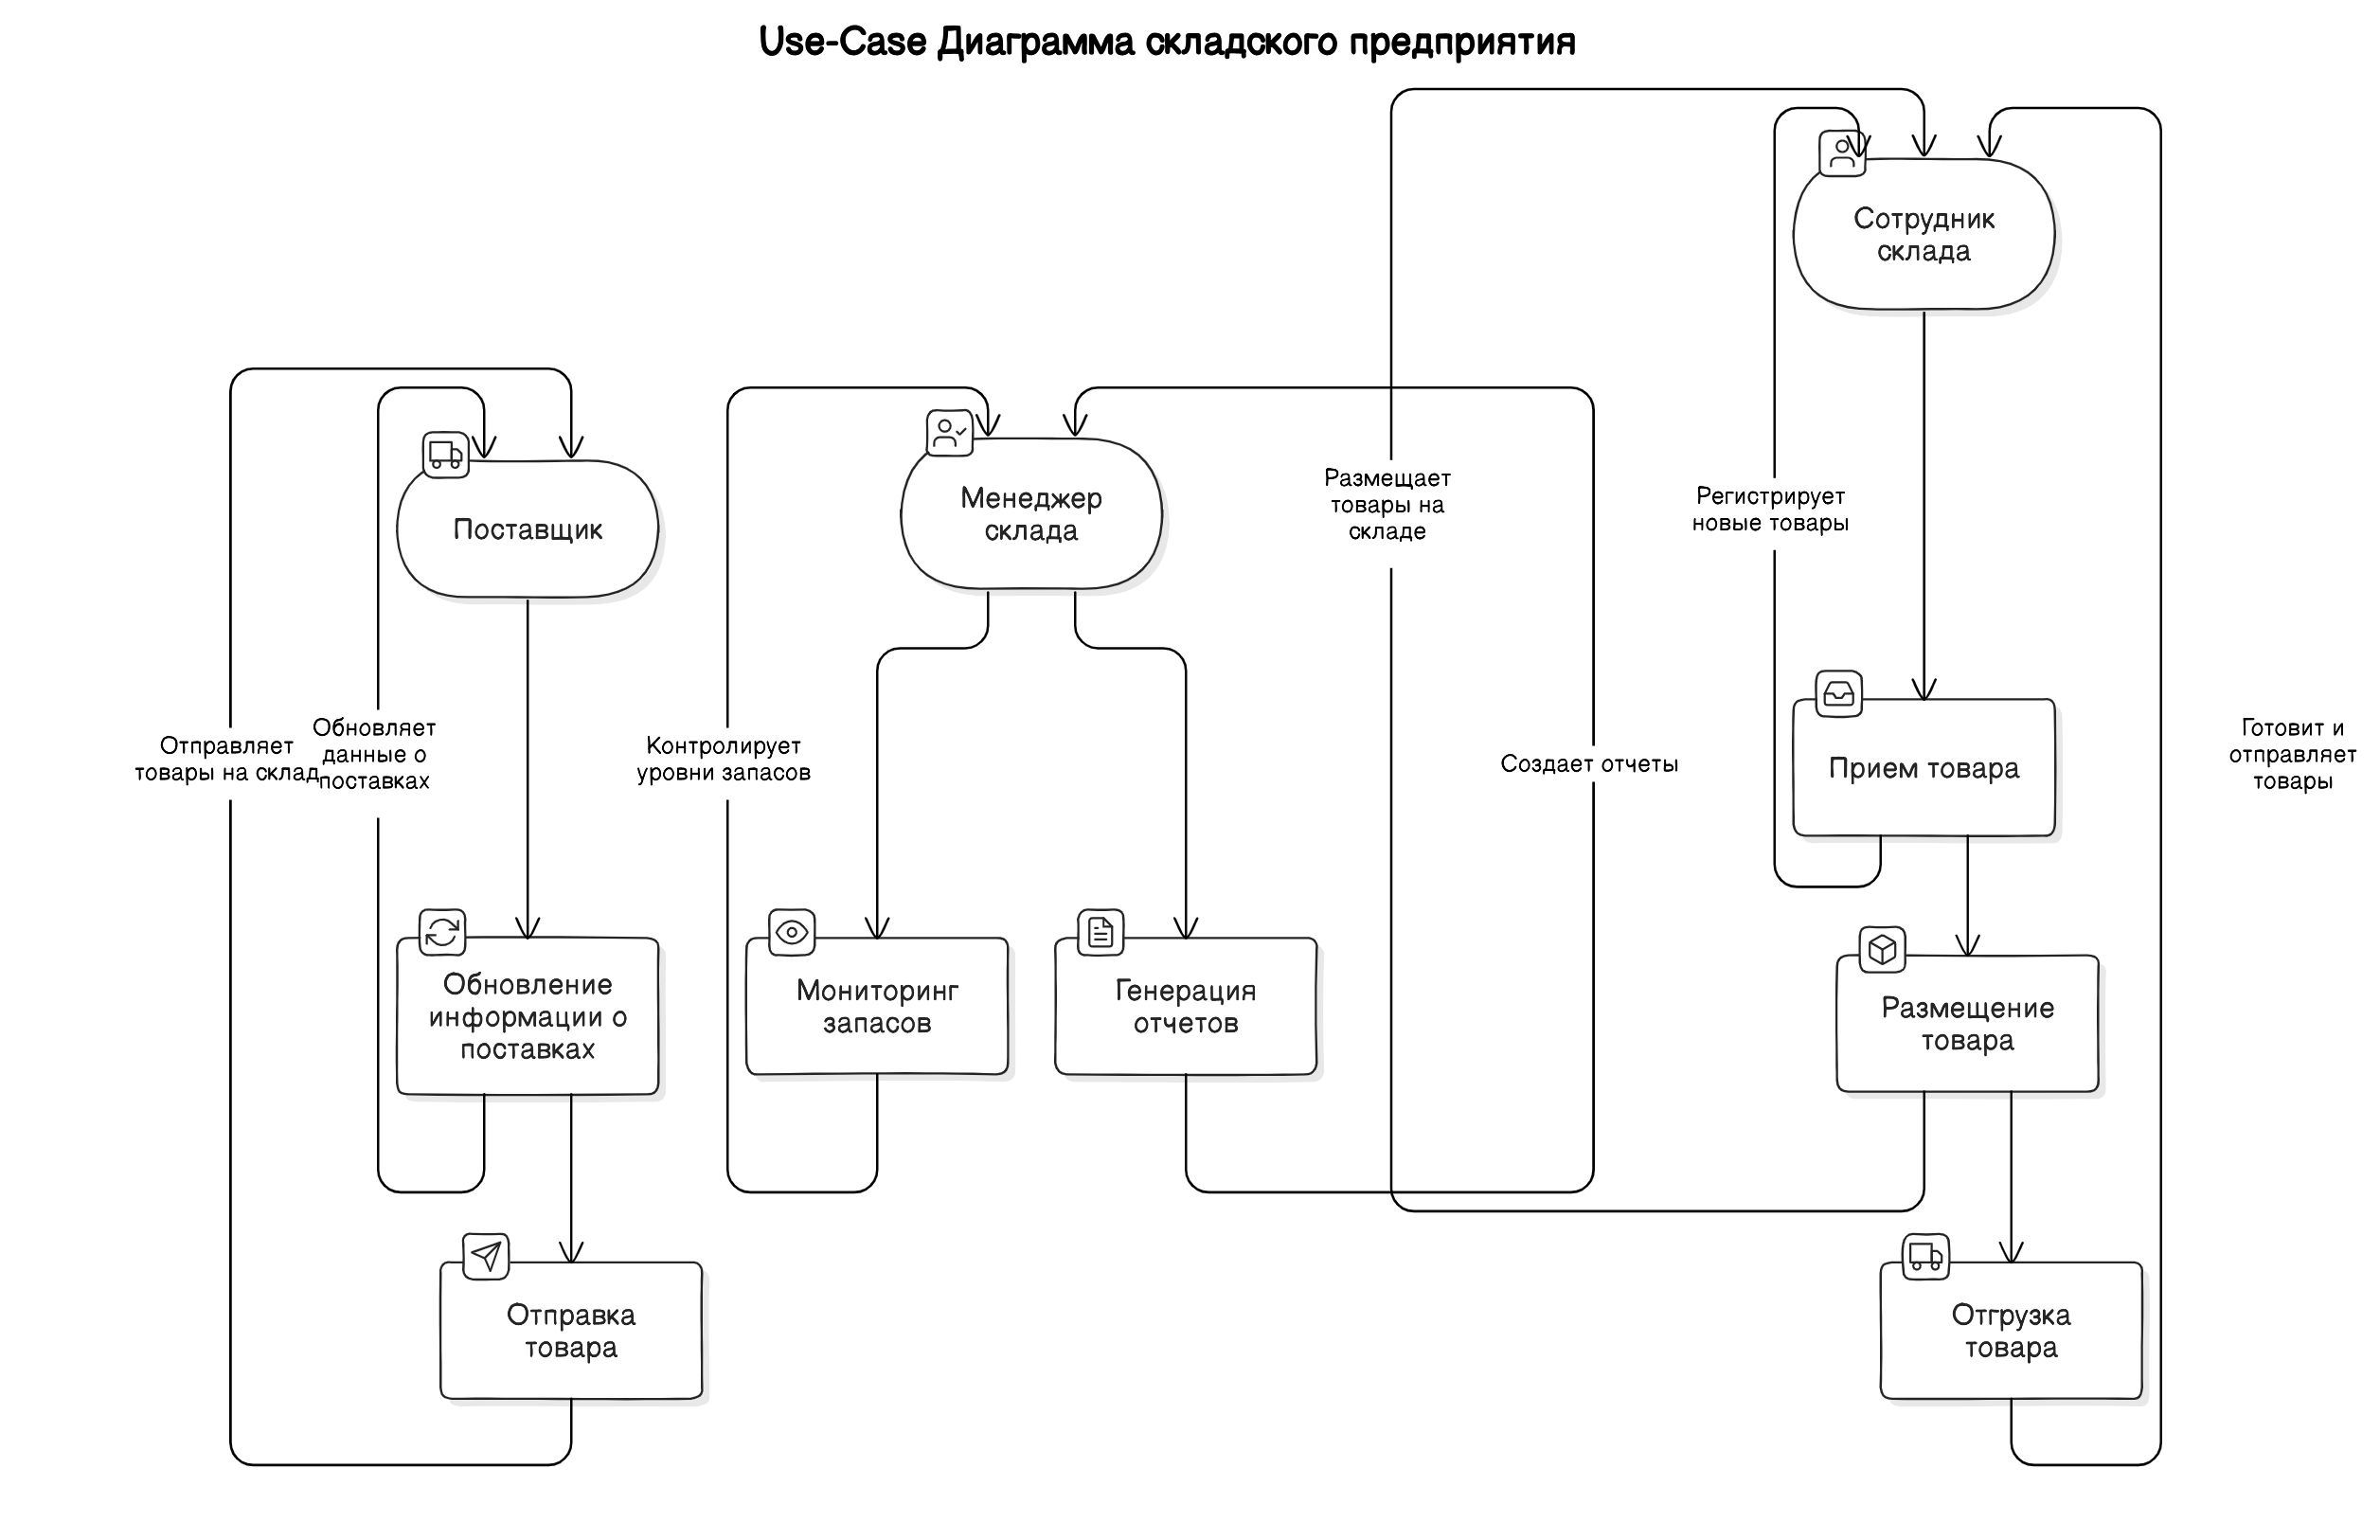 Use-Case Диаграмма складского предприятия
Сотрудник
склада
Поставщик
Менеджер
склада
Размещает
товары на
складе
Регистрирует
новые товары
Отправляет
товары на склад
Обновляет
данные о
поставках
Контролирует
уровни запасов
Создает отчеты
Прием товара
Готовит и
отправляет
товары
Обновление
информации о
поставках
Мониторинг
запасов
Генерация
отчетов
Размещение
товара
Отправка
товара
Отгрузка
товара